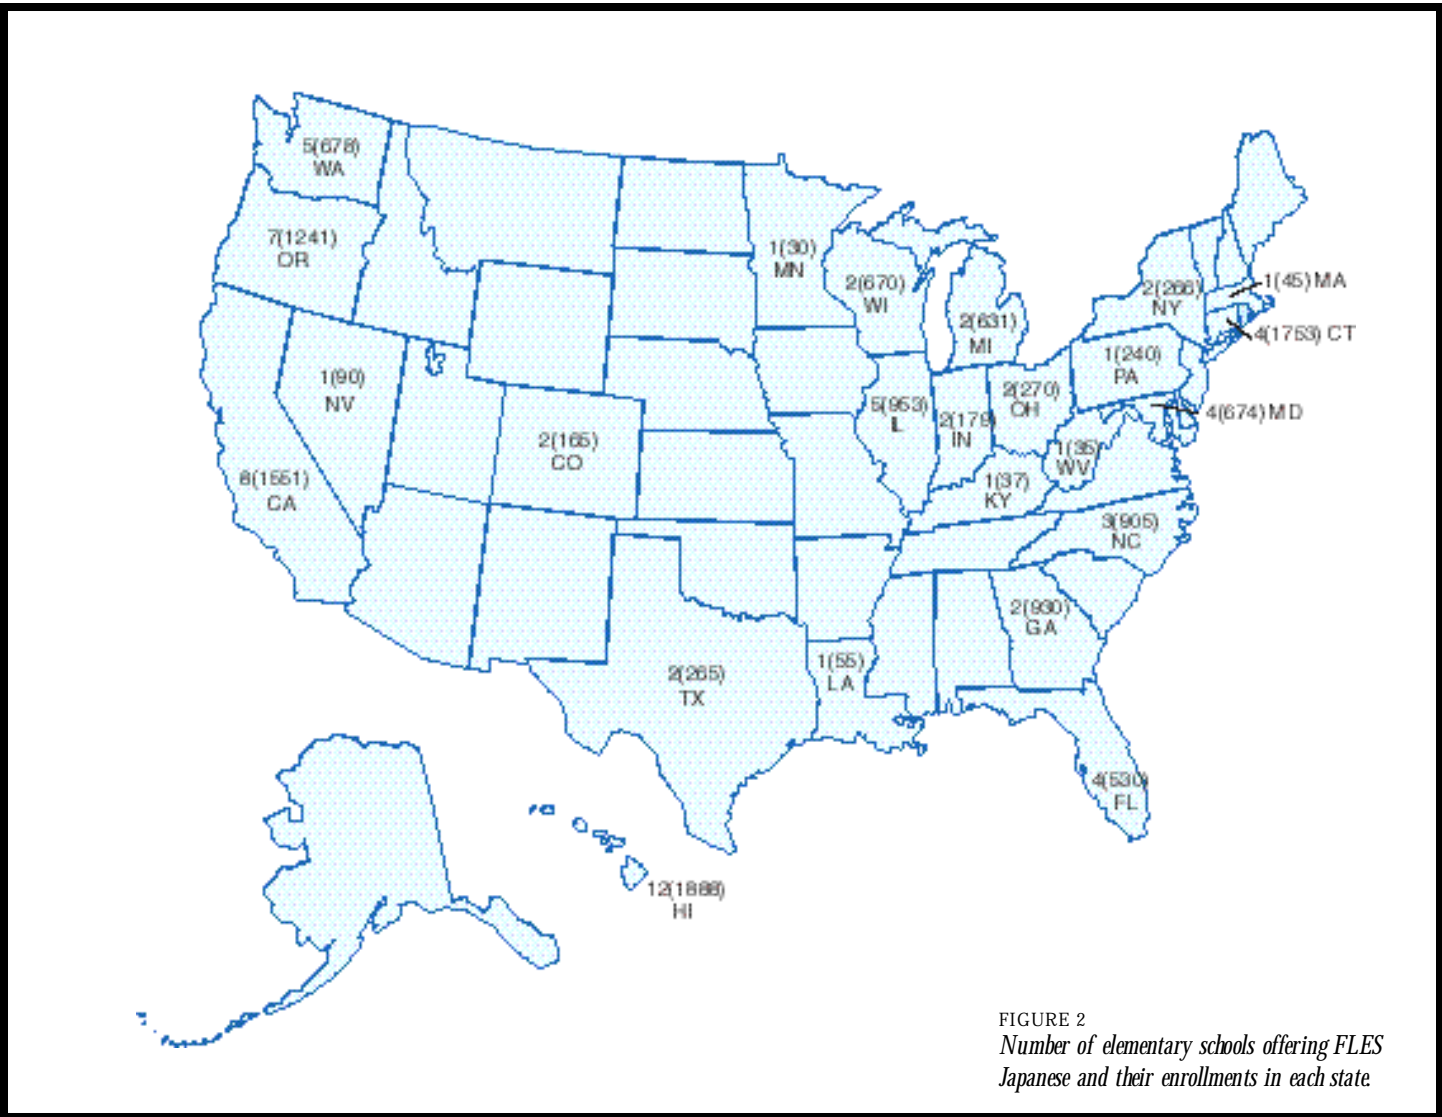 5(678)
WA
7(1241)
OR
1(30)
MN
2(670)
WI
2(266)
NY
1(45) MA
2(631)
MI
4(1753) CT
1(240)
PA
1(90)
NV
2(270)
OH
5(953)
IL
2(179)
IN
4(674) MD
2(165)
CO
1(35)
WV
8(1551)
CA
1(37)
KY
3(905)
NC
2(930)
GA
2(265)
TX
1(55)
LA
4(530)
FL
12(1888)
HI
FIGURE 2
Number of elementary schools offering FLES
Japanese and their enrollments in each state.